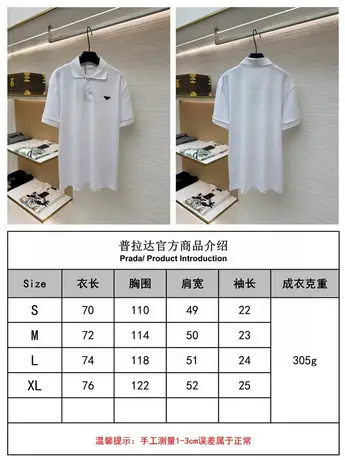 普拉达官方商品介绍
Prada/ Product Introduction
Size 衣长 胸围 肩宽 袖长 成衣克重
S 70 110 49 22
M 72 114 50 23
L 74 118 51 24 305g
XL 76 122 52 25
温馨提示：手工测量1-3cm误差属于正常